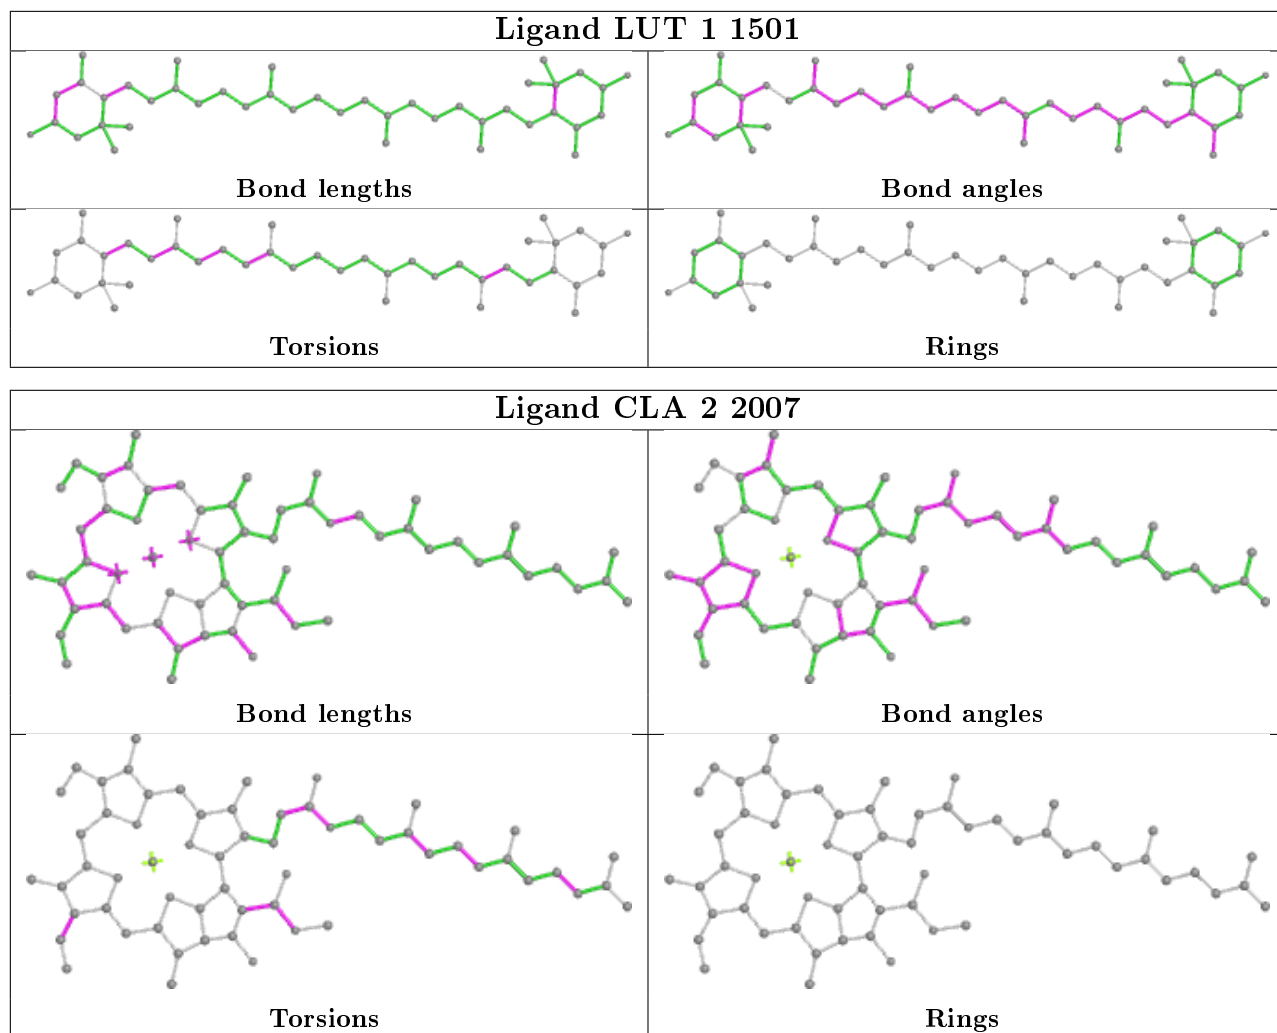 Ligand LUT 1 1501
Bond lengths
Bond angles
Torsions
Rings
Ligand CLA 2 2007
Bond lengths
Bond angles
Torsions
Rings